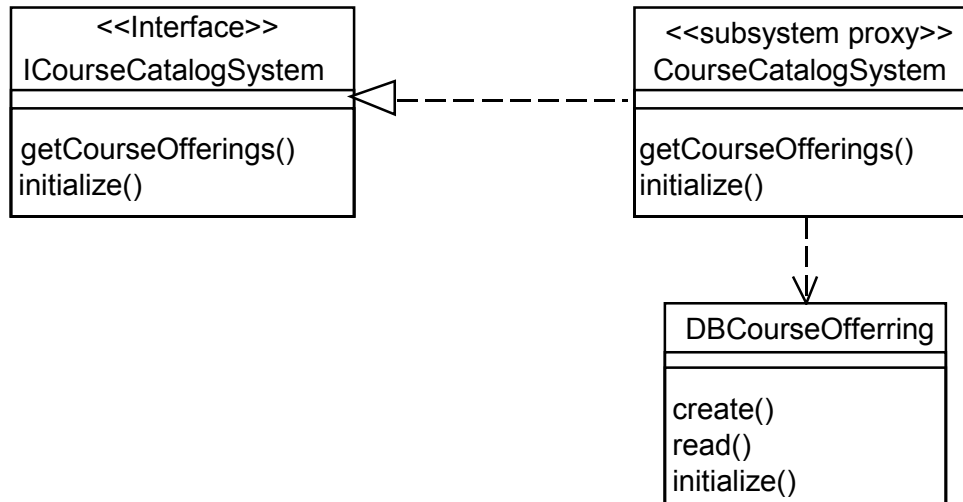 <<Interface>>
ICourseCatalogSystem
getCourseOfferings()
initialize()
<<subsystem proxy>>
CourseCatalogSystem
getCourseOfferings()
initialize()
DBCourseOfferring
create()
read()
initialize()